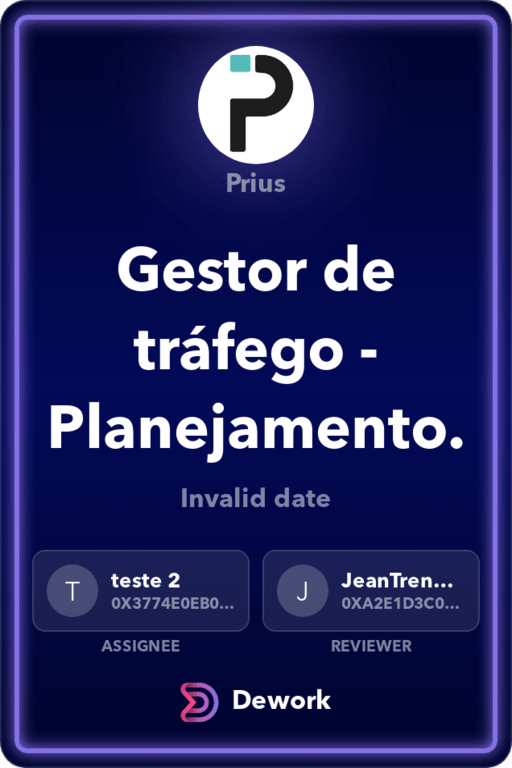 Prius
Gestor de
tráfego -
Planejamento.
Invalid date
T
teste 2
0X3774E0EB0...
ASSIGNEE
J
JeanTren...
0XA2E1D3C0...
REVIEWER
Dework